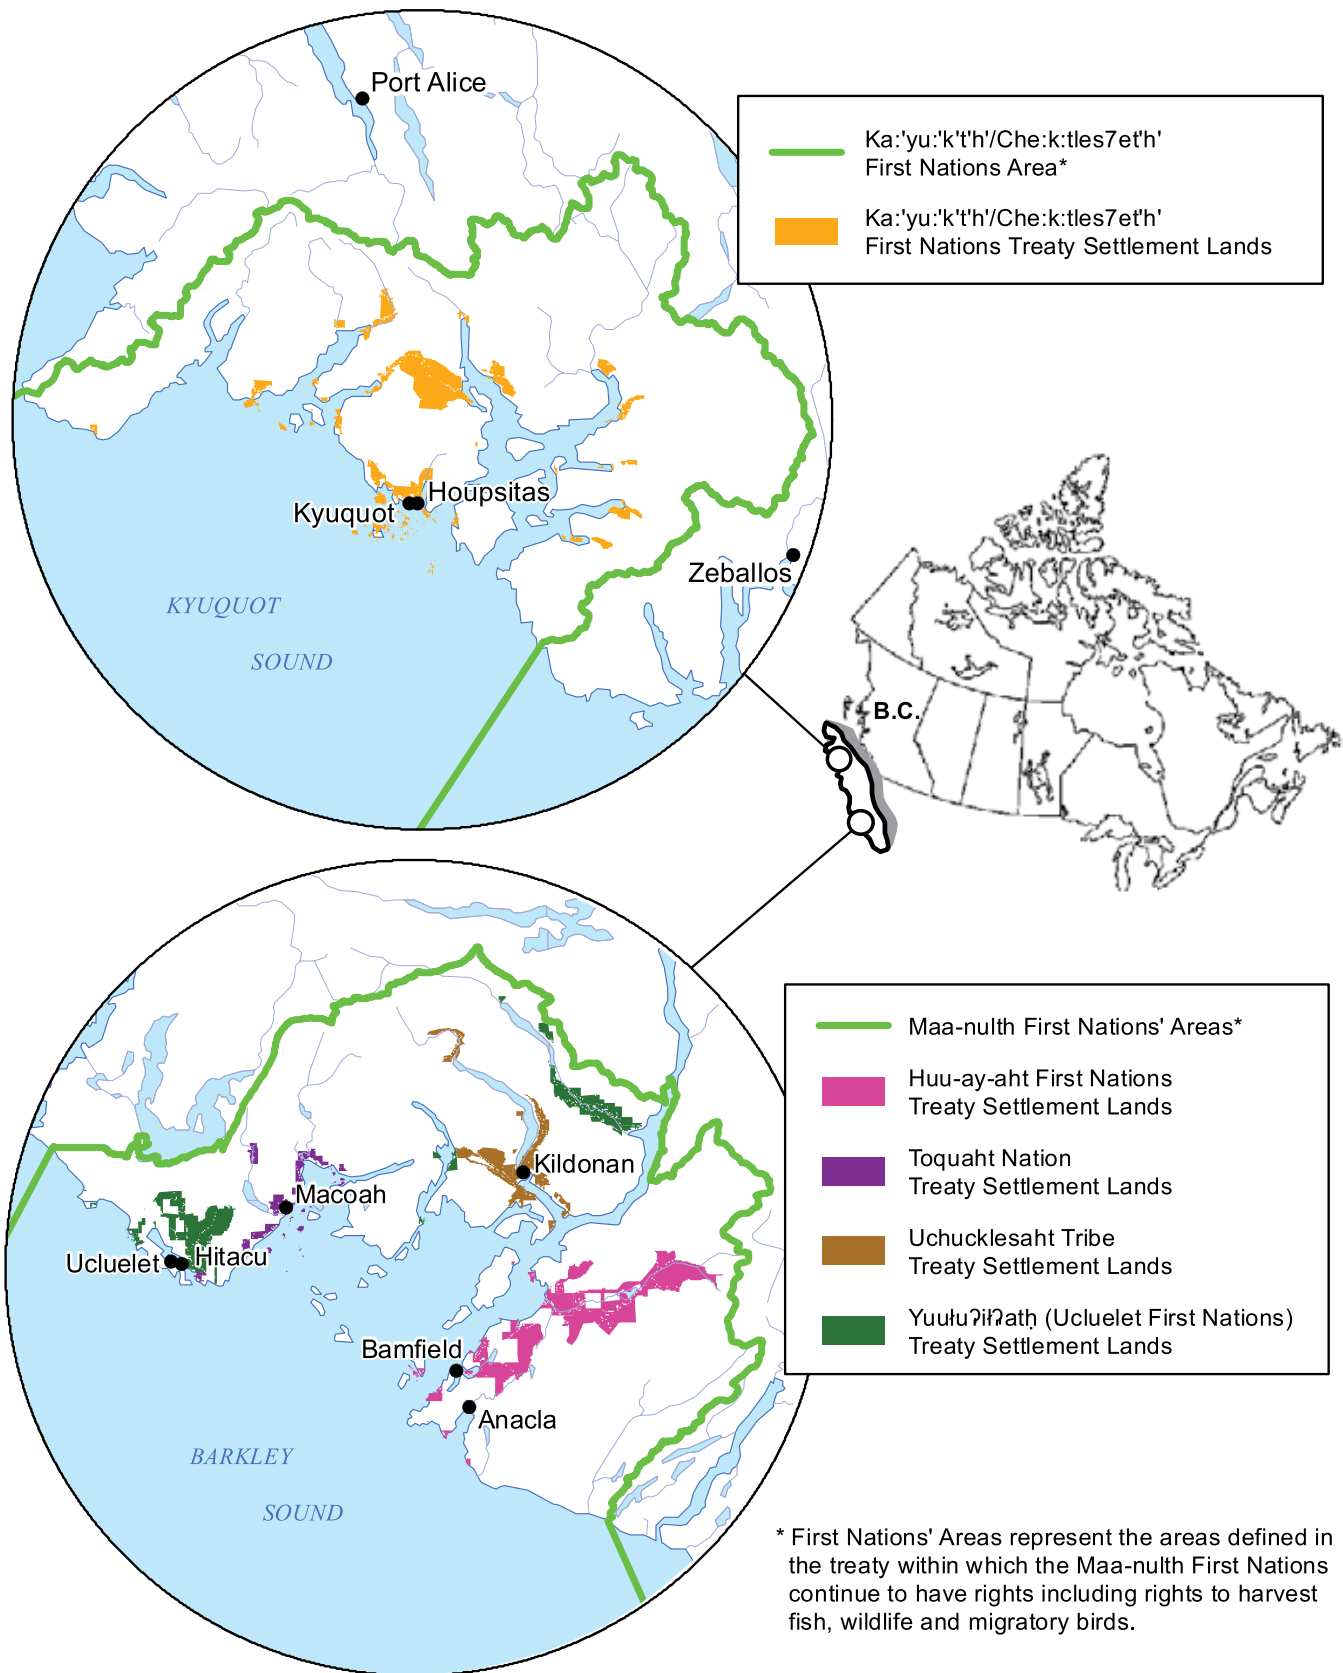 Port Alice
Ka:'yu:'k't'h'/Che:k:tles7et'h'
First Nations Area*
Ka:'yu:'k't'h'/Che:k:tles7et'h'
First Nations Treaty Settlement Lands
Houpsitas
Kyuquot
Zeballos
KYUQUOT
SOUND
B.C.
Maa-nulth First Nations' Areas*
Huu-ay-aht First Nations
Treaty Settlement Lands
Toquaht Nation
Treaty Settlement Lands
Uchucklesaht Tribe
Treaty Settlement Lands
Yuułuʔiłʔatḥ (Ucluelet First Nations)
Treaty Settlement Lands
Kildonan
Macoah
Ucluelet
Hitacu
Bamfield
Anacla
BARKLEY
SOUND
* First Nations' Areas represent the areas defined in
the treaty within which the Maa-nulth First Nations
continue to have rights including rights to harvest
fish, wildlife and migratory birds.